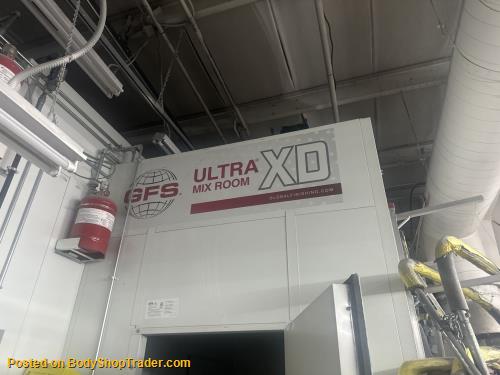 GFS
ULTRA XD
MIX ROOM
GLOBALFINISHING.COM
Posted on BodyShopTrader.com